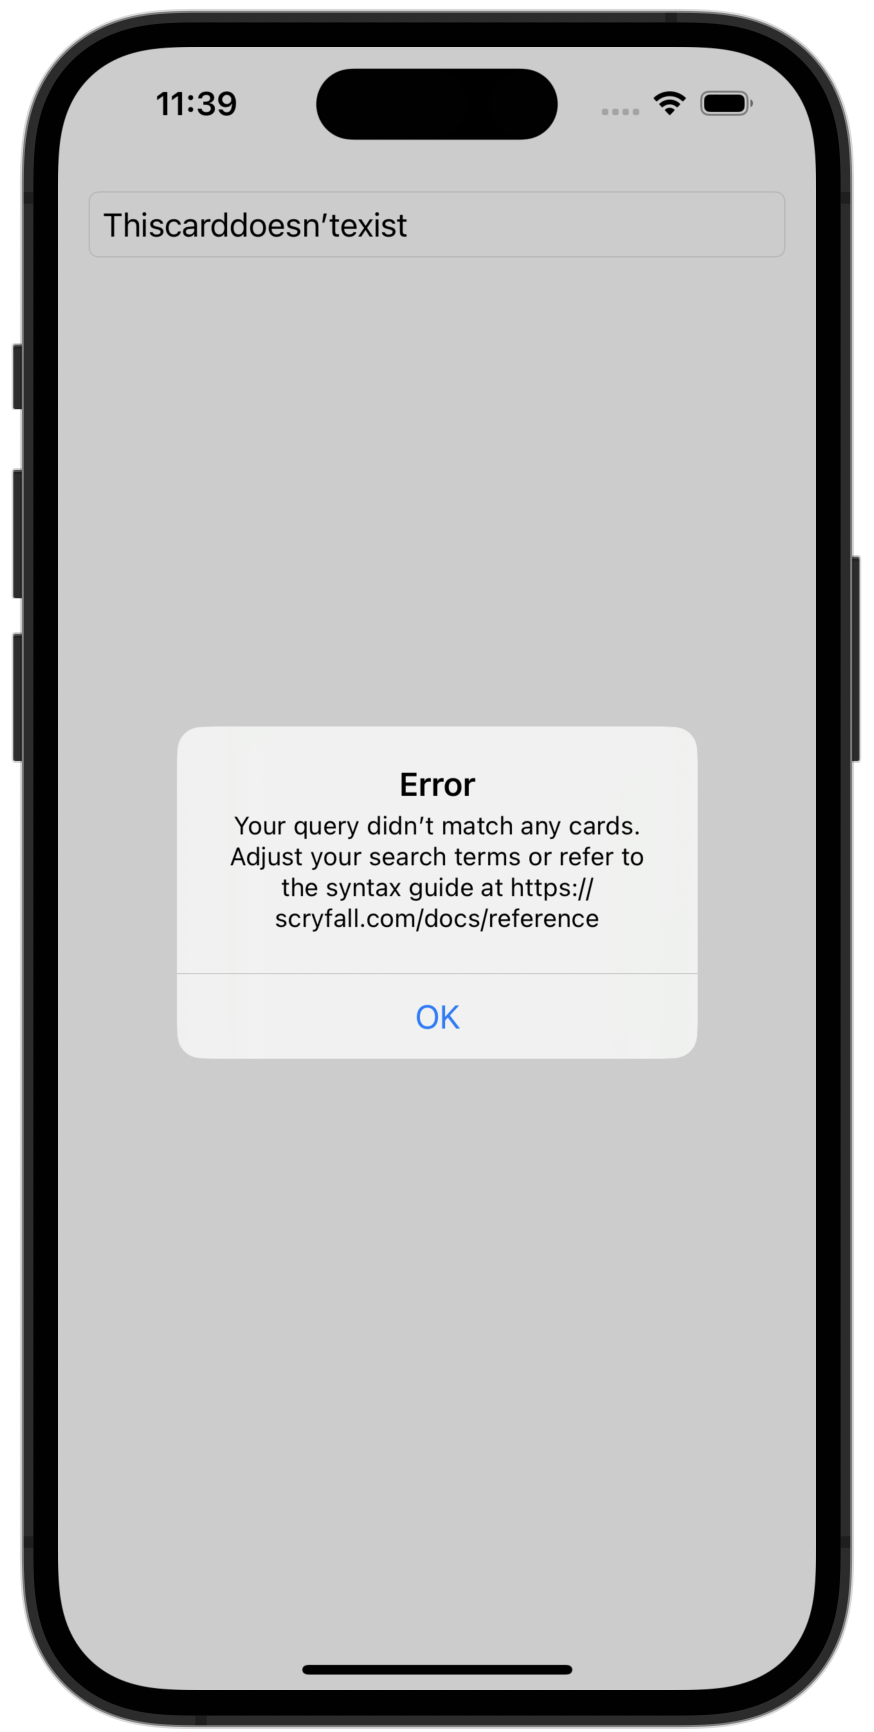 11:39
Thiscarddoesn’texist
Error
Your query didn’t match any cards.
Adjust your search terms or refer to
the syntax guide at https://
scryfall.com/docs/reference
OK